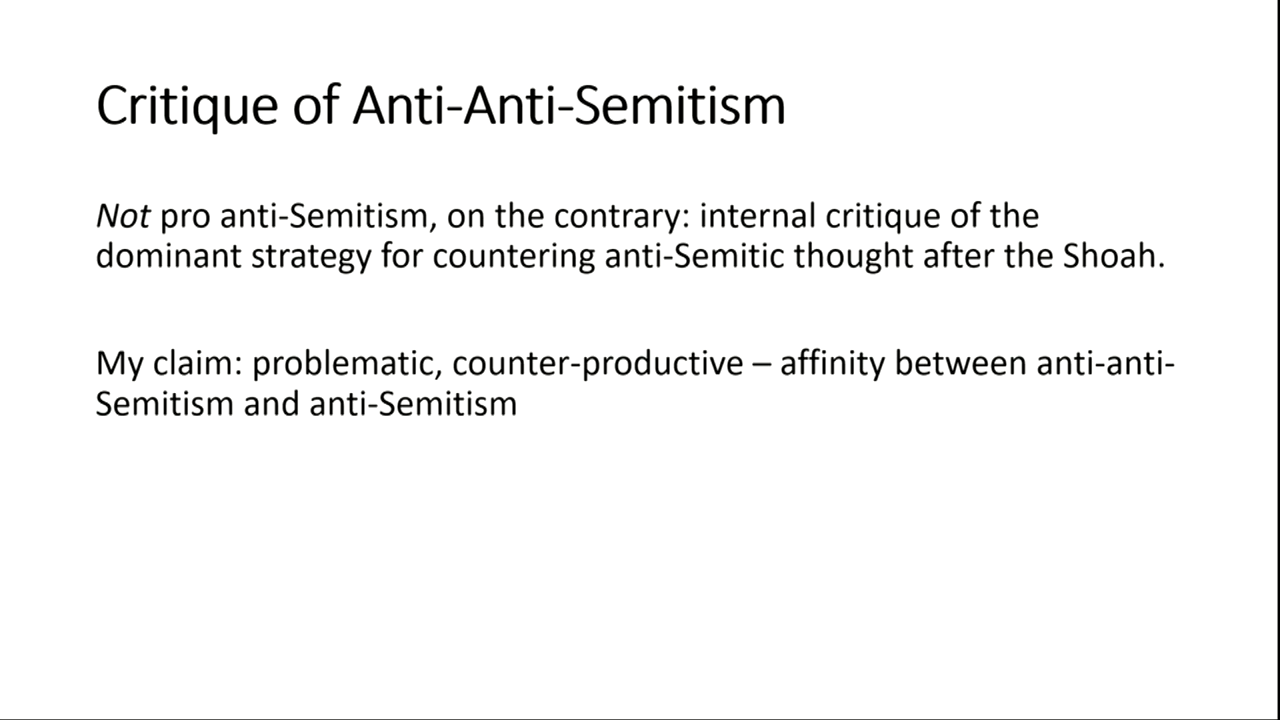 Critique of Anti-Anti-Semitism
Not pro anti-Semitism, on the contrary: internal critique of the
dominant strategy for countering anti-Semitic thought after the Shoah.
My claim: problematic, counter-productive – affinity between anti-anti-
Semitism and anti-Semitism